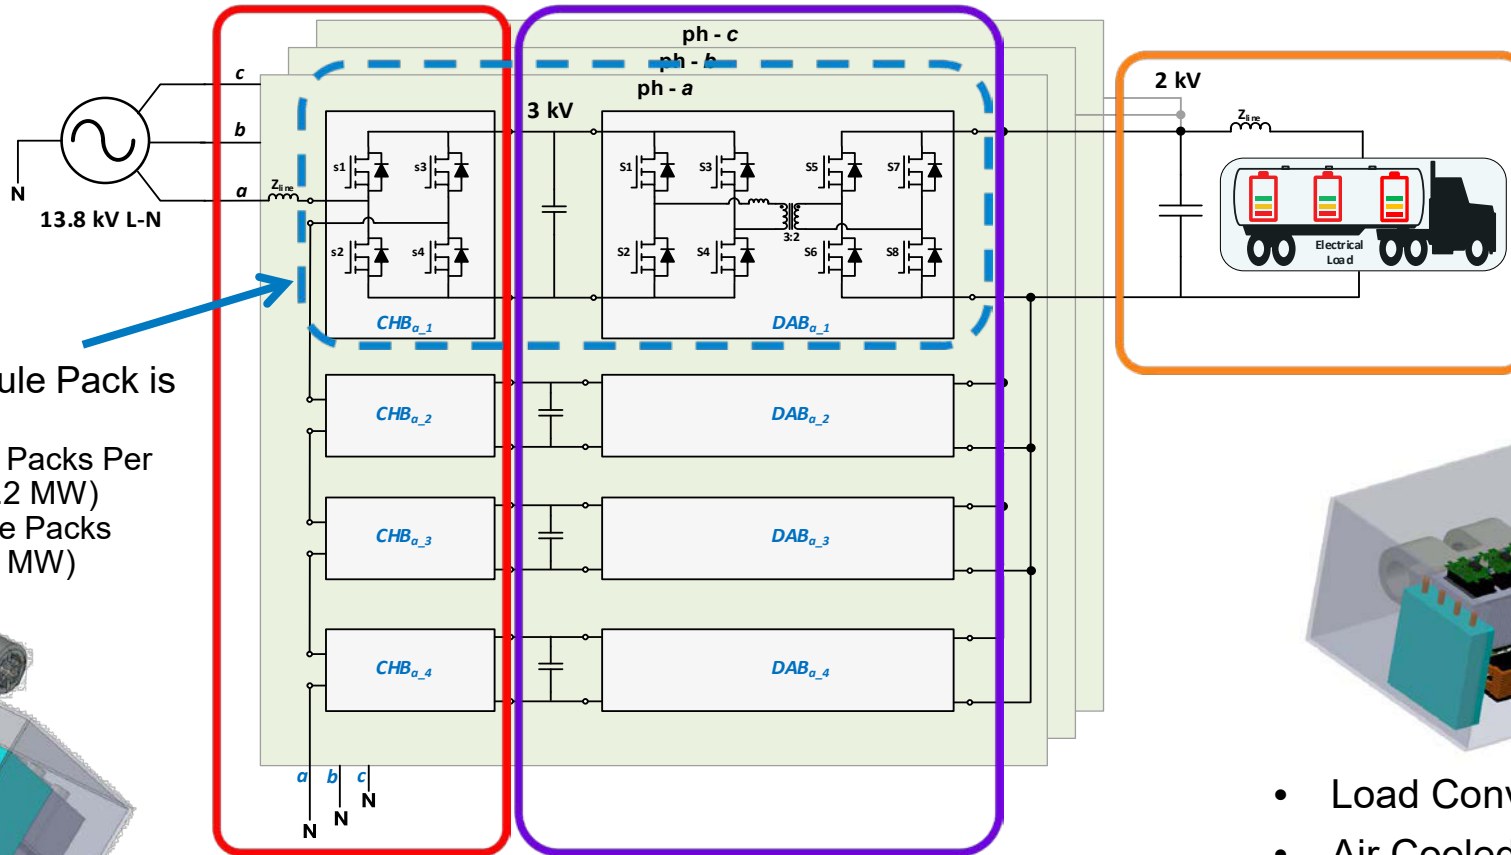 ph - c
ph - b
ph - a
3 kV
2 kV
c
b
a
Zline
Zline
N
13.8 kV L-N
s1
s3
s2
s4
S1
S3
S5
S7
3:2
S2
S4
S6
S8
Electrical
Load
CHBa_1
DABa_1
ule Pack is
CHBa_2
DABa_2
Packs Per
2 MW)
e Packs
MW)
CHBa_3
DABa_3
CHBa_4
DABa_4
a
b
c
N
N
N
• Load Conv
• Air Cooled